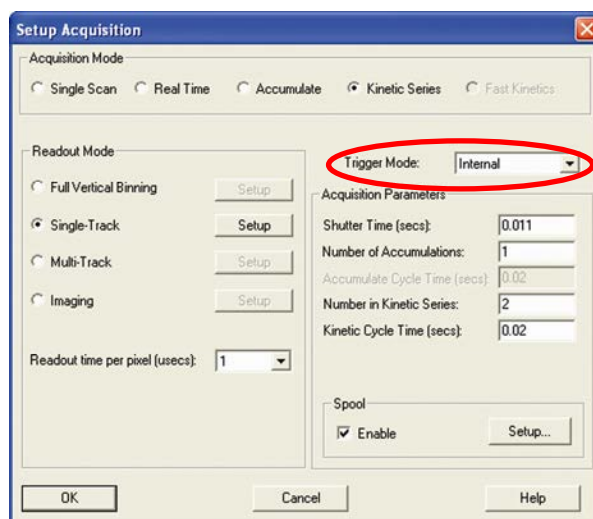 Setup Acquisition
Acquisition Mode
Single Scan Real Time Accumulate Kinetic Series Fast Kinetics
Readout Mode
Full Vertical Binning Setup
Single-Track Setup
Multi-Track Setup
Imaging Setup
Readout time per pixel (usecs): 1
Trigger Mode: Internal
Acquisition Parameters
Shutter Time (secs): 0.011
Number of Accumulations: 1
Accumulate Cycle Time (secs): 0.02
Number in Kinetic Series: 2
Kinetic Cycle Time (secs): 0.02
Spool
Enable Setup...
OK Cancel Help